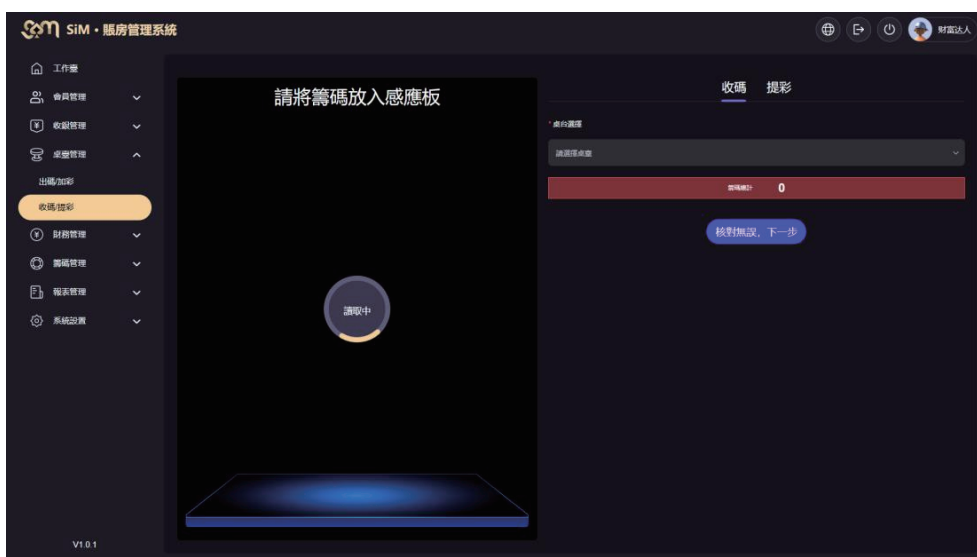 SiM・賬房管理系統
财富达人
工作臺
會員管理
收銀管理
桌臺管理
出碼/加彩
收碼/提彩
財務管理
籌碼管理
報表管理
系統設置
V1.0.1
請將籌碼放入感應板
讀取中
收碼 提彩
*桌台選擇
請選擇桌臺
籌碼總計 0
核對無誤，下一步